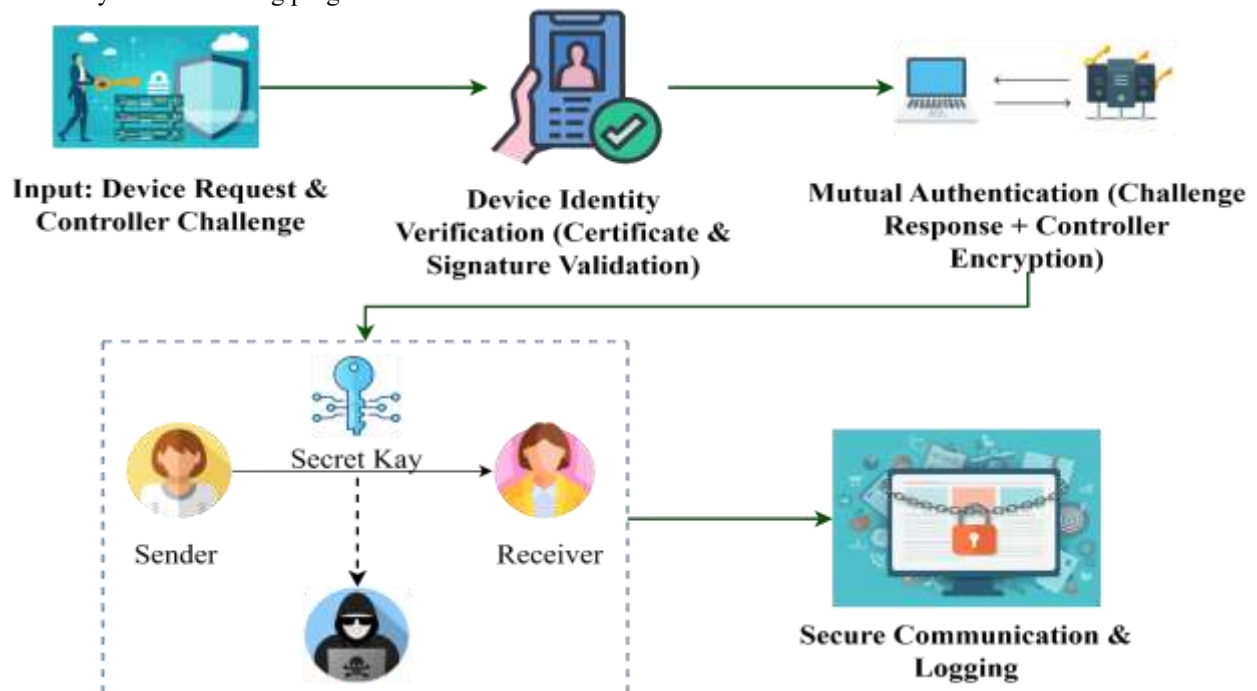 Input: Device Request &
Controller Challenge
Device Identity
Verification (Certificate &
Signature Validation)
Mutual Authentication (Challenge
Response + Controller
Encryption)
Secret Kay
Sender
Receiver
Secure Communication &
Logging